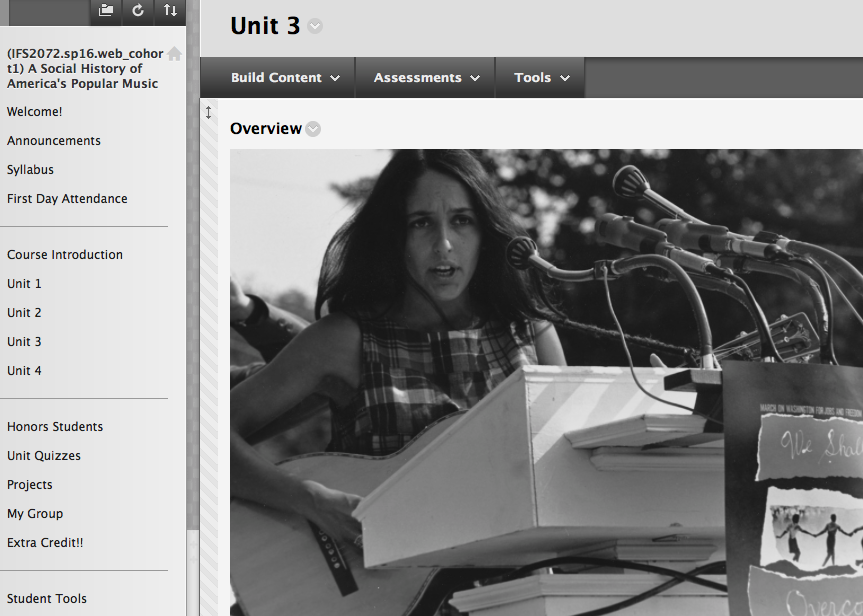 (IFS2072.sp16.web_cohor
t1) A Social History of
America's Popular Music
Welcome!
Announcements
Syllabus
First Day Attendance
Course Introduction
Unit 1
Unit 2
Unit 3
Unit 4
Honors Students
Unit Quizzes
Projects
My Group
Extra Credit!!
Student Tools
Unit 3
Build Content Assessments Tools
Overview
MARCH ON WASHINGTON FOR JOBS AND FREEDOM
We Shall
Overco